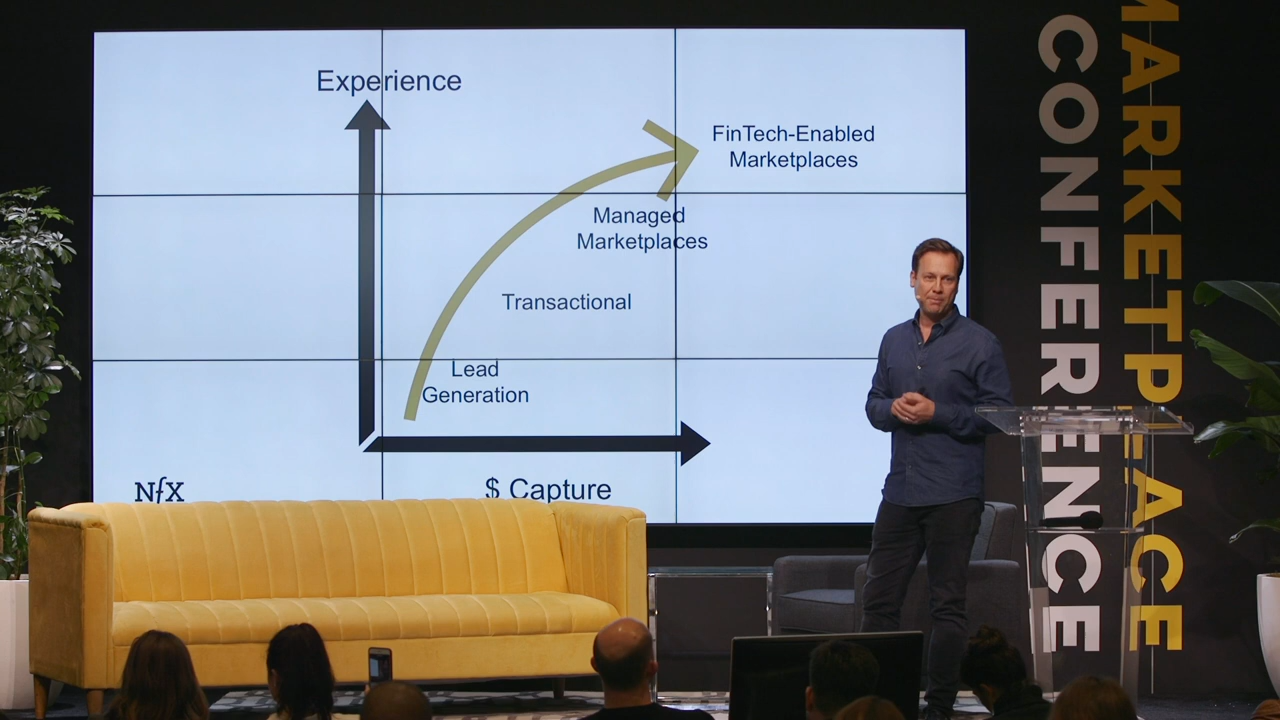 Experience
FinTech-Enabled
Marketplaces
Managed
Marketplaces
Transactional
Lead
Generation
NfX
$ Capture
MARKETPLACE
CONFERENCE